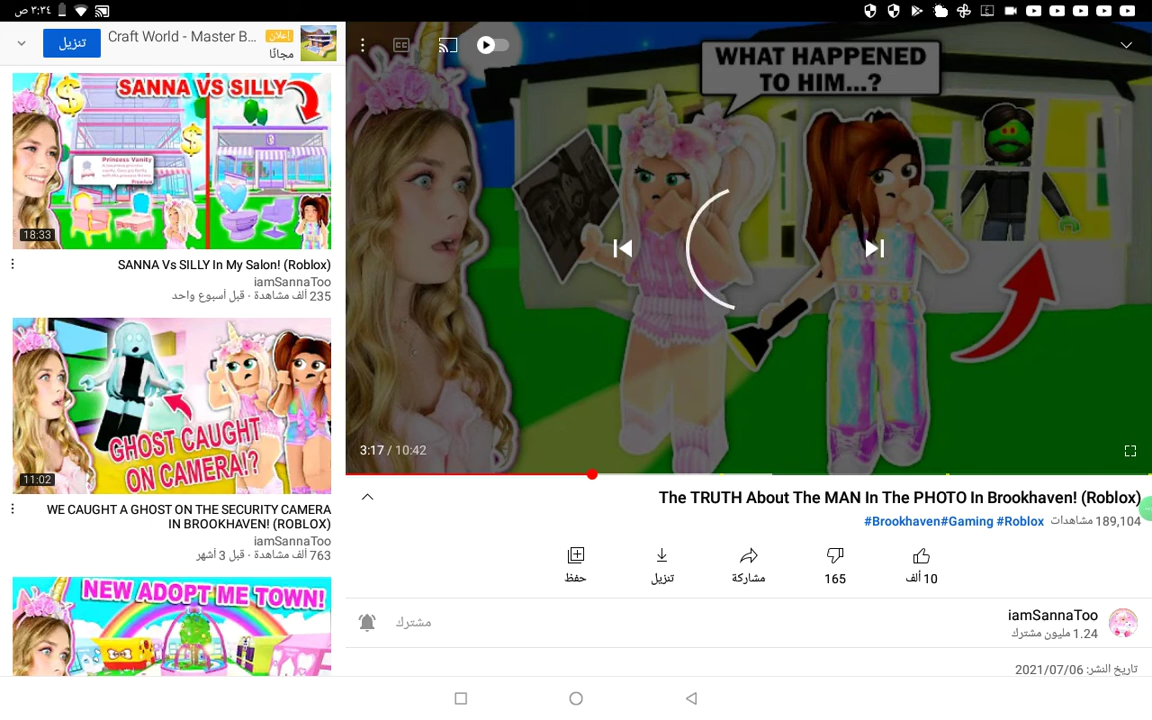 ٣:٣٤ ص
تنزيل
Craft World - Master B...
إعلان
مجانًا
SANNA VS SILLY
Princess Vanity
18:33
SANNA Vs SILLY In My Salon! (Roblox)
iamSannaToo
235 ألف مشاهدة · قبل أسبوع واحد
GHOST CAUGHT
ON CAMERA!?
11:02
WE CAUGHT A GHOST ON THE SECURITY CAMERA
IN BROOKHAVEN! (ROBLOX)
iamSannaToo
763 ألف مشاهدة · قبل 3 أشهر
NEW ADOPT ME TOWN!
CC
WHAT HAPPENED
TO HIM...?
3:17 / 10:42
The TRUTH About The MAN In The PHOTO In Brookhaven! (Roblox)
189,104 مشاهدات #Brookhaven#Gaming #Roblox
10 ألف
165
مشاركة
تنزيل
حفظ
iamSannaToo
1.24 مليون مشترك
مشترك
تاريخ النشر: 2021/07/06